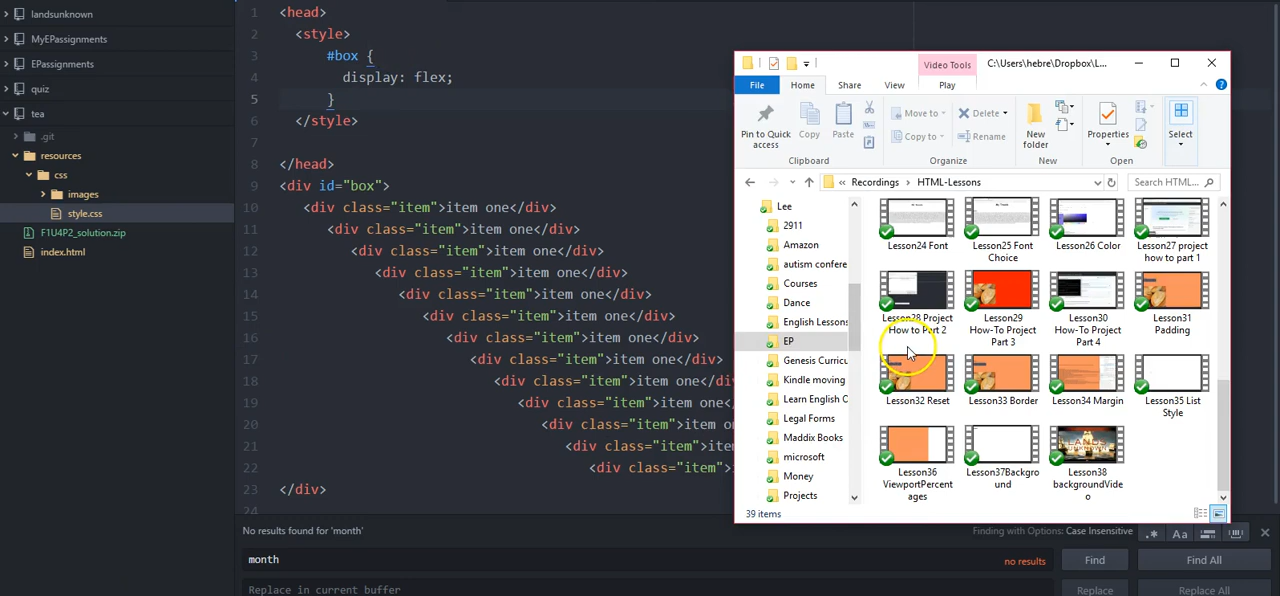 landsunknown
MyEPassignments
EPassignments
quiz
tea
.git
resources
css
images
style.css
F1U4P2_solution.zip
index.html
1 <head>
2 <style>
3 #box {
4 display: flex;
5 }
6 </style>
7
8 </head>
9 <div id="box">
10 <div class="item">item one</div>
11 <div class="item">item one</div>
12 <div class="item">item one</div>
13 <div class="item">item one</div>
14 <div class="item">item one</div>
15 <div class="item">item one</div>
16 <div class="item">item one</div>
17 <div class="item">item one</div>
18 <div class="item">item one</d
19 <div class="item">item one<
20 <div class="item">item o
21 <div class="item">iter
22 <div class="item">i
23 </div>
24
Video Tools
C:\Users\hebre\Dropbox\L...
File Home Share View Play
Pin to Quick access
Copy
Paste
Move to
Copy to
Delete
Rename
New folder
Properties
Select
Clipboard Organize New Open
« Recordings > HTML-Lessons
Search HTML...
Lee
2911
Amazon
autism confere
Courses
Dance
English Lessons
EP
Genesis Curricu
Kindle moving
Learn English C
Legal Forms
Maddix Books
microsoft
Money
Projects
Lesson24 Font
Lesson25 Font Choice
Lesson26 Color
Lesson27 project how to part 1
Lesson28 Project How to Part 2
Lesson29 How-To Project Part 3
Lesson30 How-To Project Part 4
Lesson31 Padding
Lesson32 Reset
Lesson33 Border
Lesson34 Margin
Lesson35 List Style
Lesson36 ViewportPercentages
Lesson37Background
Lesson38 backgroundVideo
39 items
No results found for 'month'
Finding with Options: Case Insensitive
.* Aa
month
no results
Find
Find All
Replace in current buffer
Replace
Replace All